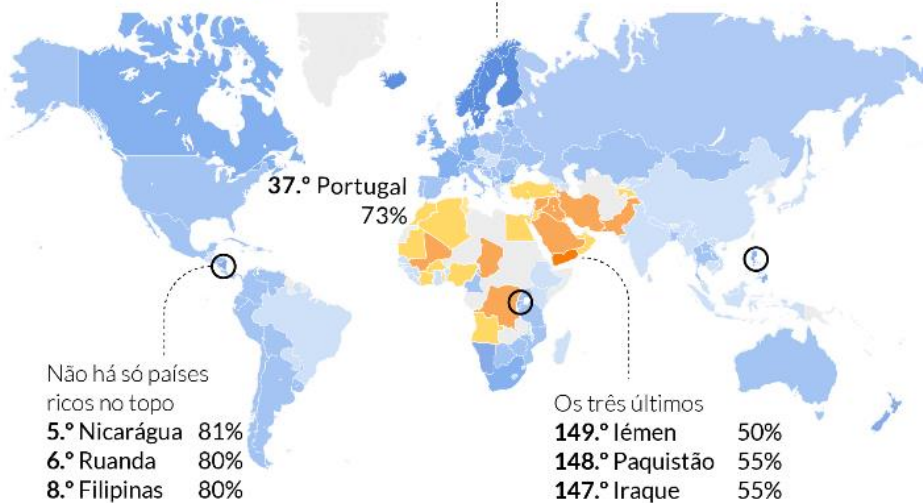 37.º Portugal
73%
Não há só países
ricos no topo
5.º Nicarágua 81%
6.º Ruanda 80%
8.º Filipinas 80%
Os três últimos
149.º Iémen 50%
148.º Paquistão 55%
147.º Iraque 55%